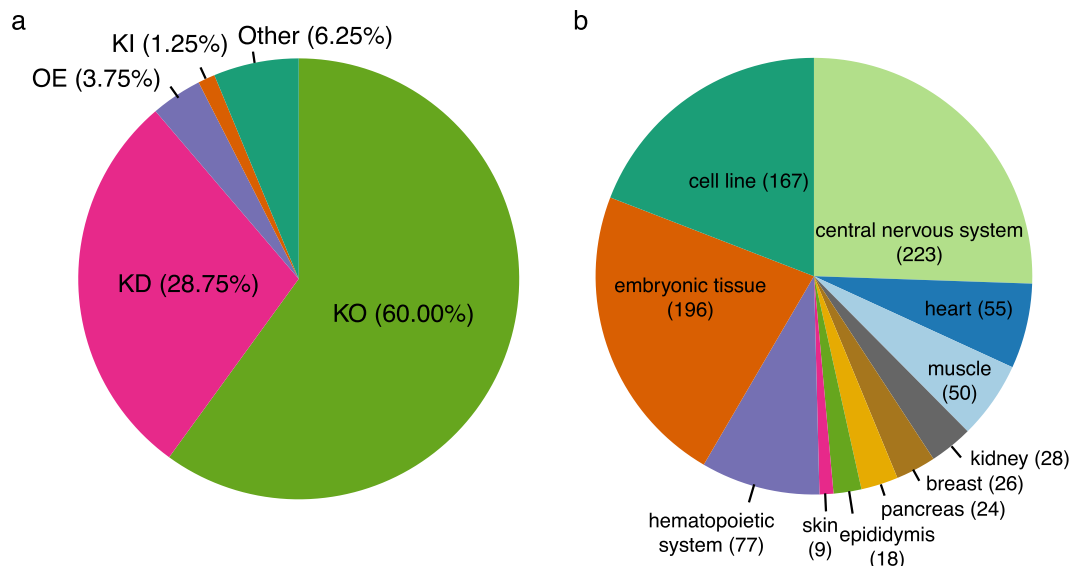 a
KI (1.25%)
Other (6.25%)
OE (3.75%)
KD (28.75%)
KO (60.00%)
b
cell line (167)
central nervous system
(223)
embryonic tissue
(196)
heart (55)
muscle
(50)
kidney (28)
breast (26)
pancreas (24)
epididymis
(18)
skin
(9)
hematopoietic
system (77)